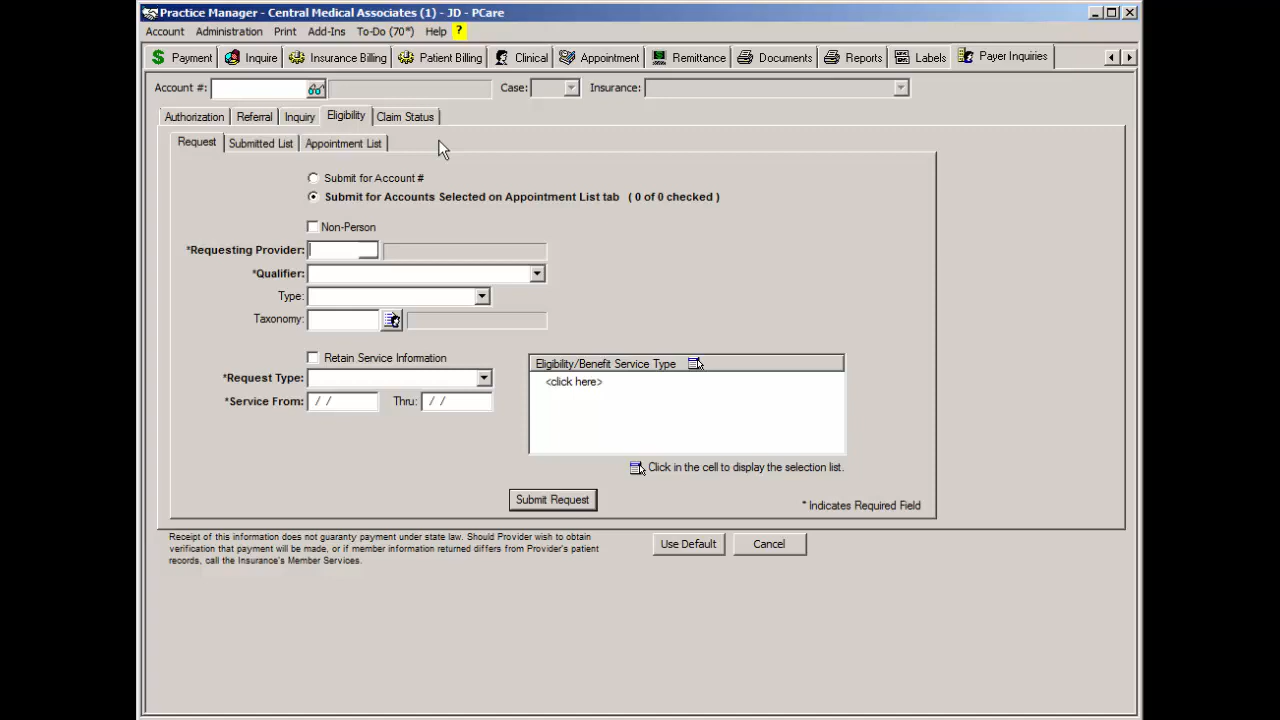 Practice Manager - Central Medical Associates (1) - JD - PCare
Account Administration Print Add-Ins To-Do (70*) Help ?
$ Payment Inquire Insurance Billing Patient Billing Clinical Appointment Remittance Documents Reports Labels Payer Inquiries
Account #: Case: Insurance:
Authorization Referral Inquiry Eligibility Claim Status
Request Submitted List Appointment List
Submit for Account #
Submit for Accounts Selected on Appointment List tab ( 0 of 0 checked )
Non-Person
*Requesting Provider:
*Qualifier:
Type:
Taxonomy:
Retain Service Information
Eligibility/Benefit Service Type
*Request Type:
<click here>
*Service From: / / Thru: / /
Click in the cell to display the selection list.
Submit Request
* Indicates Required Field
Receipt of this information does not guaranty payment under state law. Should Provider wish to obtain
verification that payment will be made, or if member information returned differs from Provider's patient
records, call the Insurance's Member Services.
Use Default Cancel